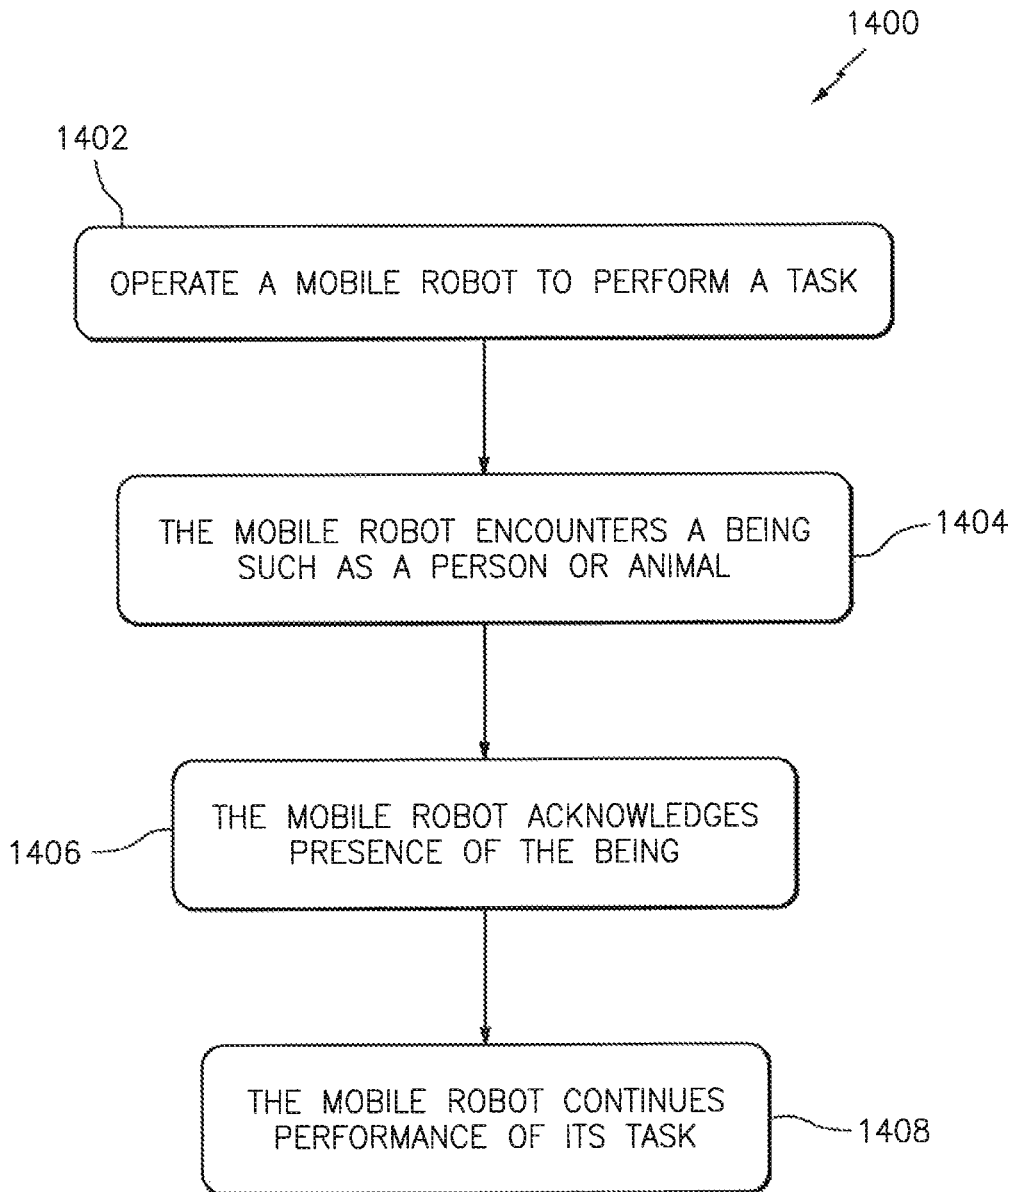 1400
1402
OPERATE A MOBILE ROBOT TO PERFORM A TASK
THE MOBILE ROBOT ENCOUNTERS A BEING
SUCH AS A PERSON OR ANIMAL
1404
THE MOBILE ROBOT ACKNOWLEDGES
PRESENCE OF THE BEING
1406
THE MOBILE ROBOT CONTINUES
PERFORMANCE OF ITS TASK
1408